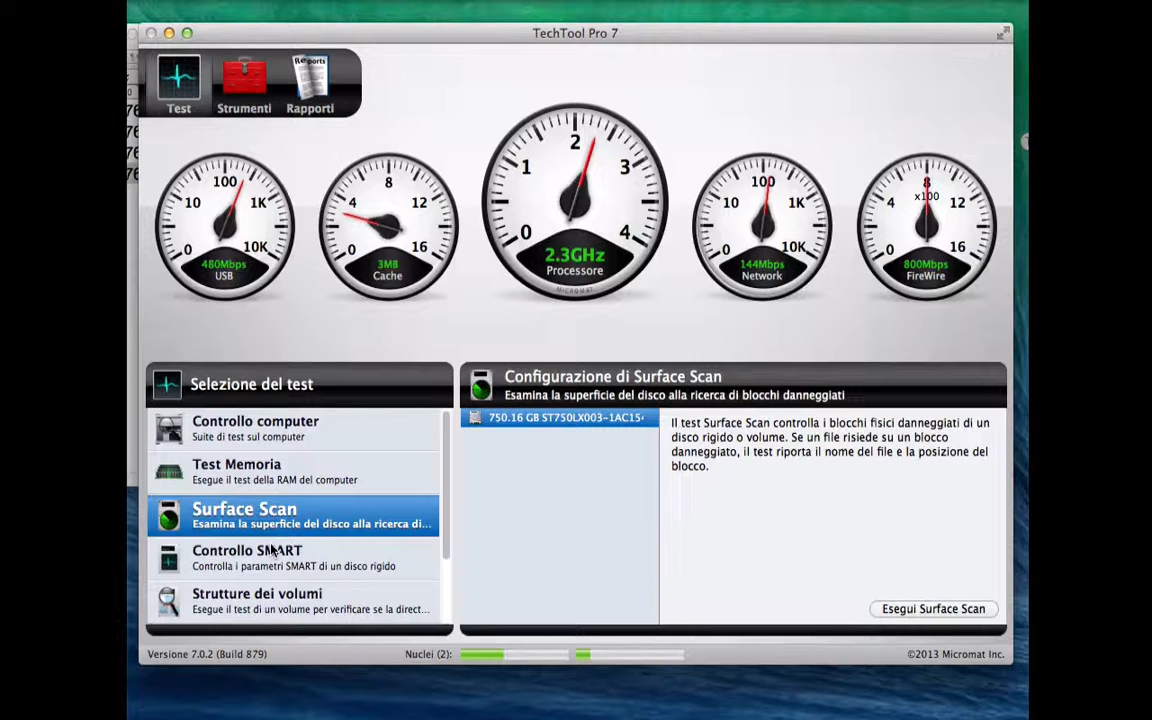 TechTool Pro 7
Reports
Test Strumenti Rapporti
0 10 100 1K 10K
480Mbps
USB
0 4 8 12 16
3MB
Cache
0 1 2 3 4
2.3GHz
Processore
MICROMAT
0 10 100 1K 10K
144Mbps
Network
0 4 8 12 16
x100
800Mbps
FireWire
Selezione del test
Controllo computer
Suite di test sul computer
Test Memoria
Esegue il test della RAM del computer
Surface Scan
Esamina la superficie del disco alla ricerca di...
Controllo SMART
Controlla i parametri SMART di un disco rigido
Strutture dei volumi
Esegue il test di un volume per verificare se la direct...
Configurazione di Surface Scan
Esamina la superficie del disco alla ricerca di blocchi danneggiati
750.16 GB ST750LX003-1AC15
Il test Surface Scan controlla i blocchi fisici danneggiati di un
disco rigido o volume. Se un file risiede su un blocco
danneggiato, il test riporta il nome del file e la posizione del
blocco.
Esegui Surface Scan
Versione 7.0.2 (Build 879)
Nuclei (2):
©2013 Micromat Inc.